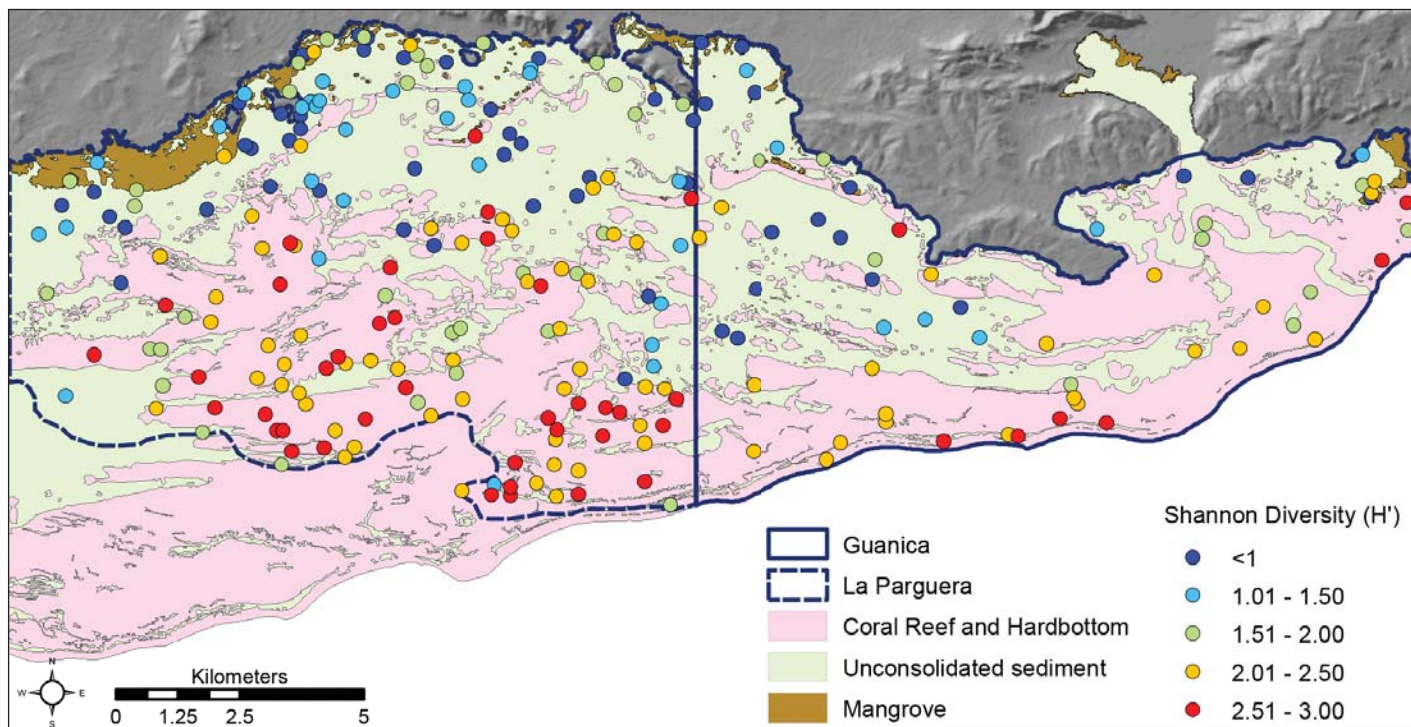 Guanica
La Parguera
Coral Reef and Hardbottom
Unconsolidated sediment
Mangrove
Shannon Diversity (H')
<1
1.01 - 1.50
1.51 - 2.00
2.01 - 2.50
2.51 - 3.00
N
W E
S
Kilometers
0 1.25 2.5 5